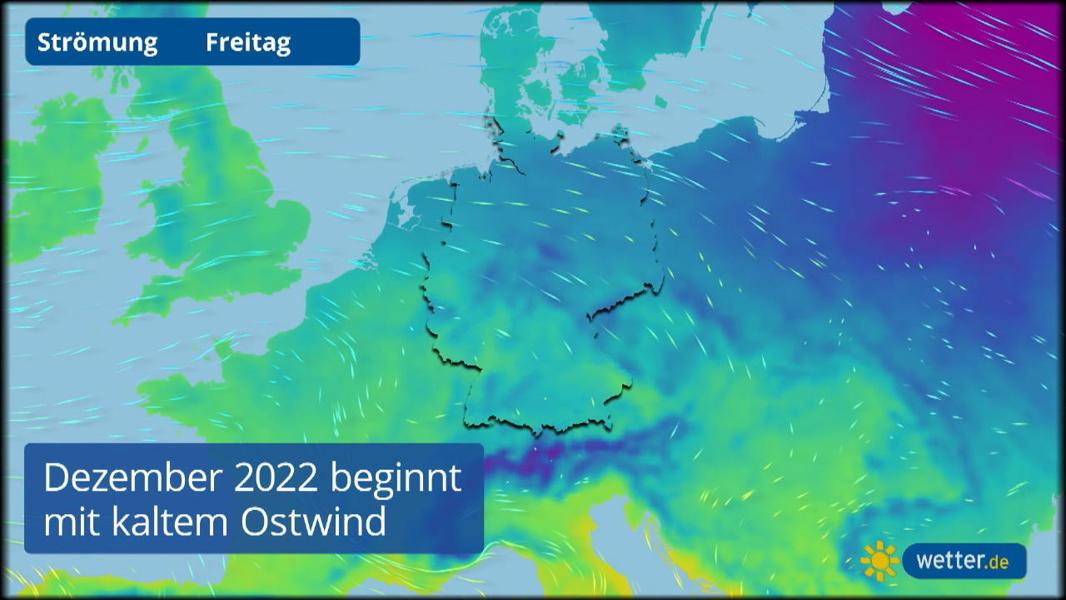 Strömung Freitag
Dezember 2022 beginnt
mit kaltem Ostwind
wetter.de